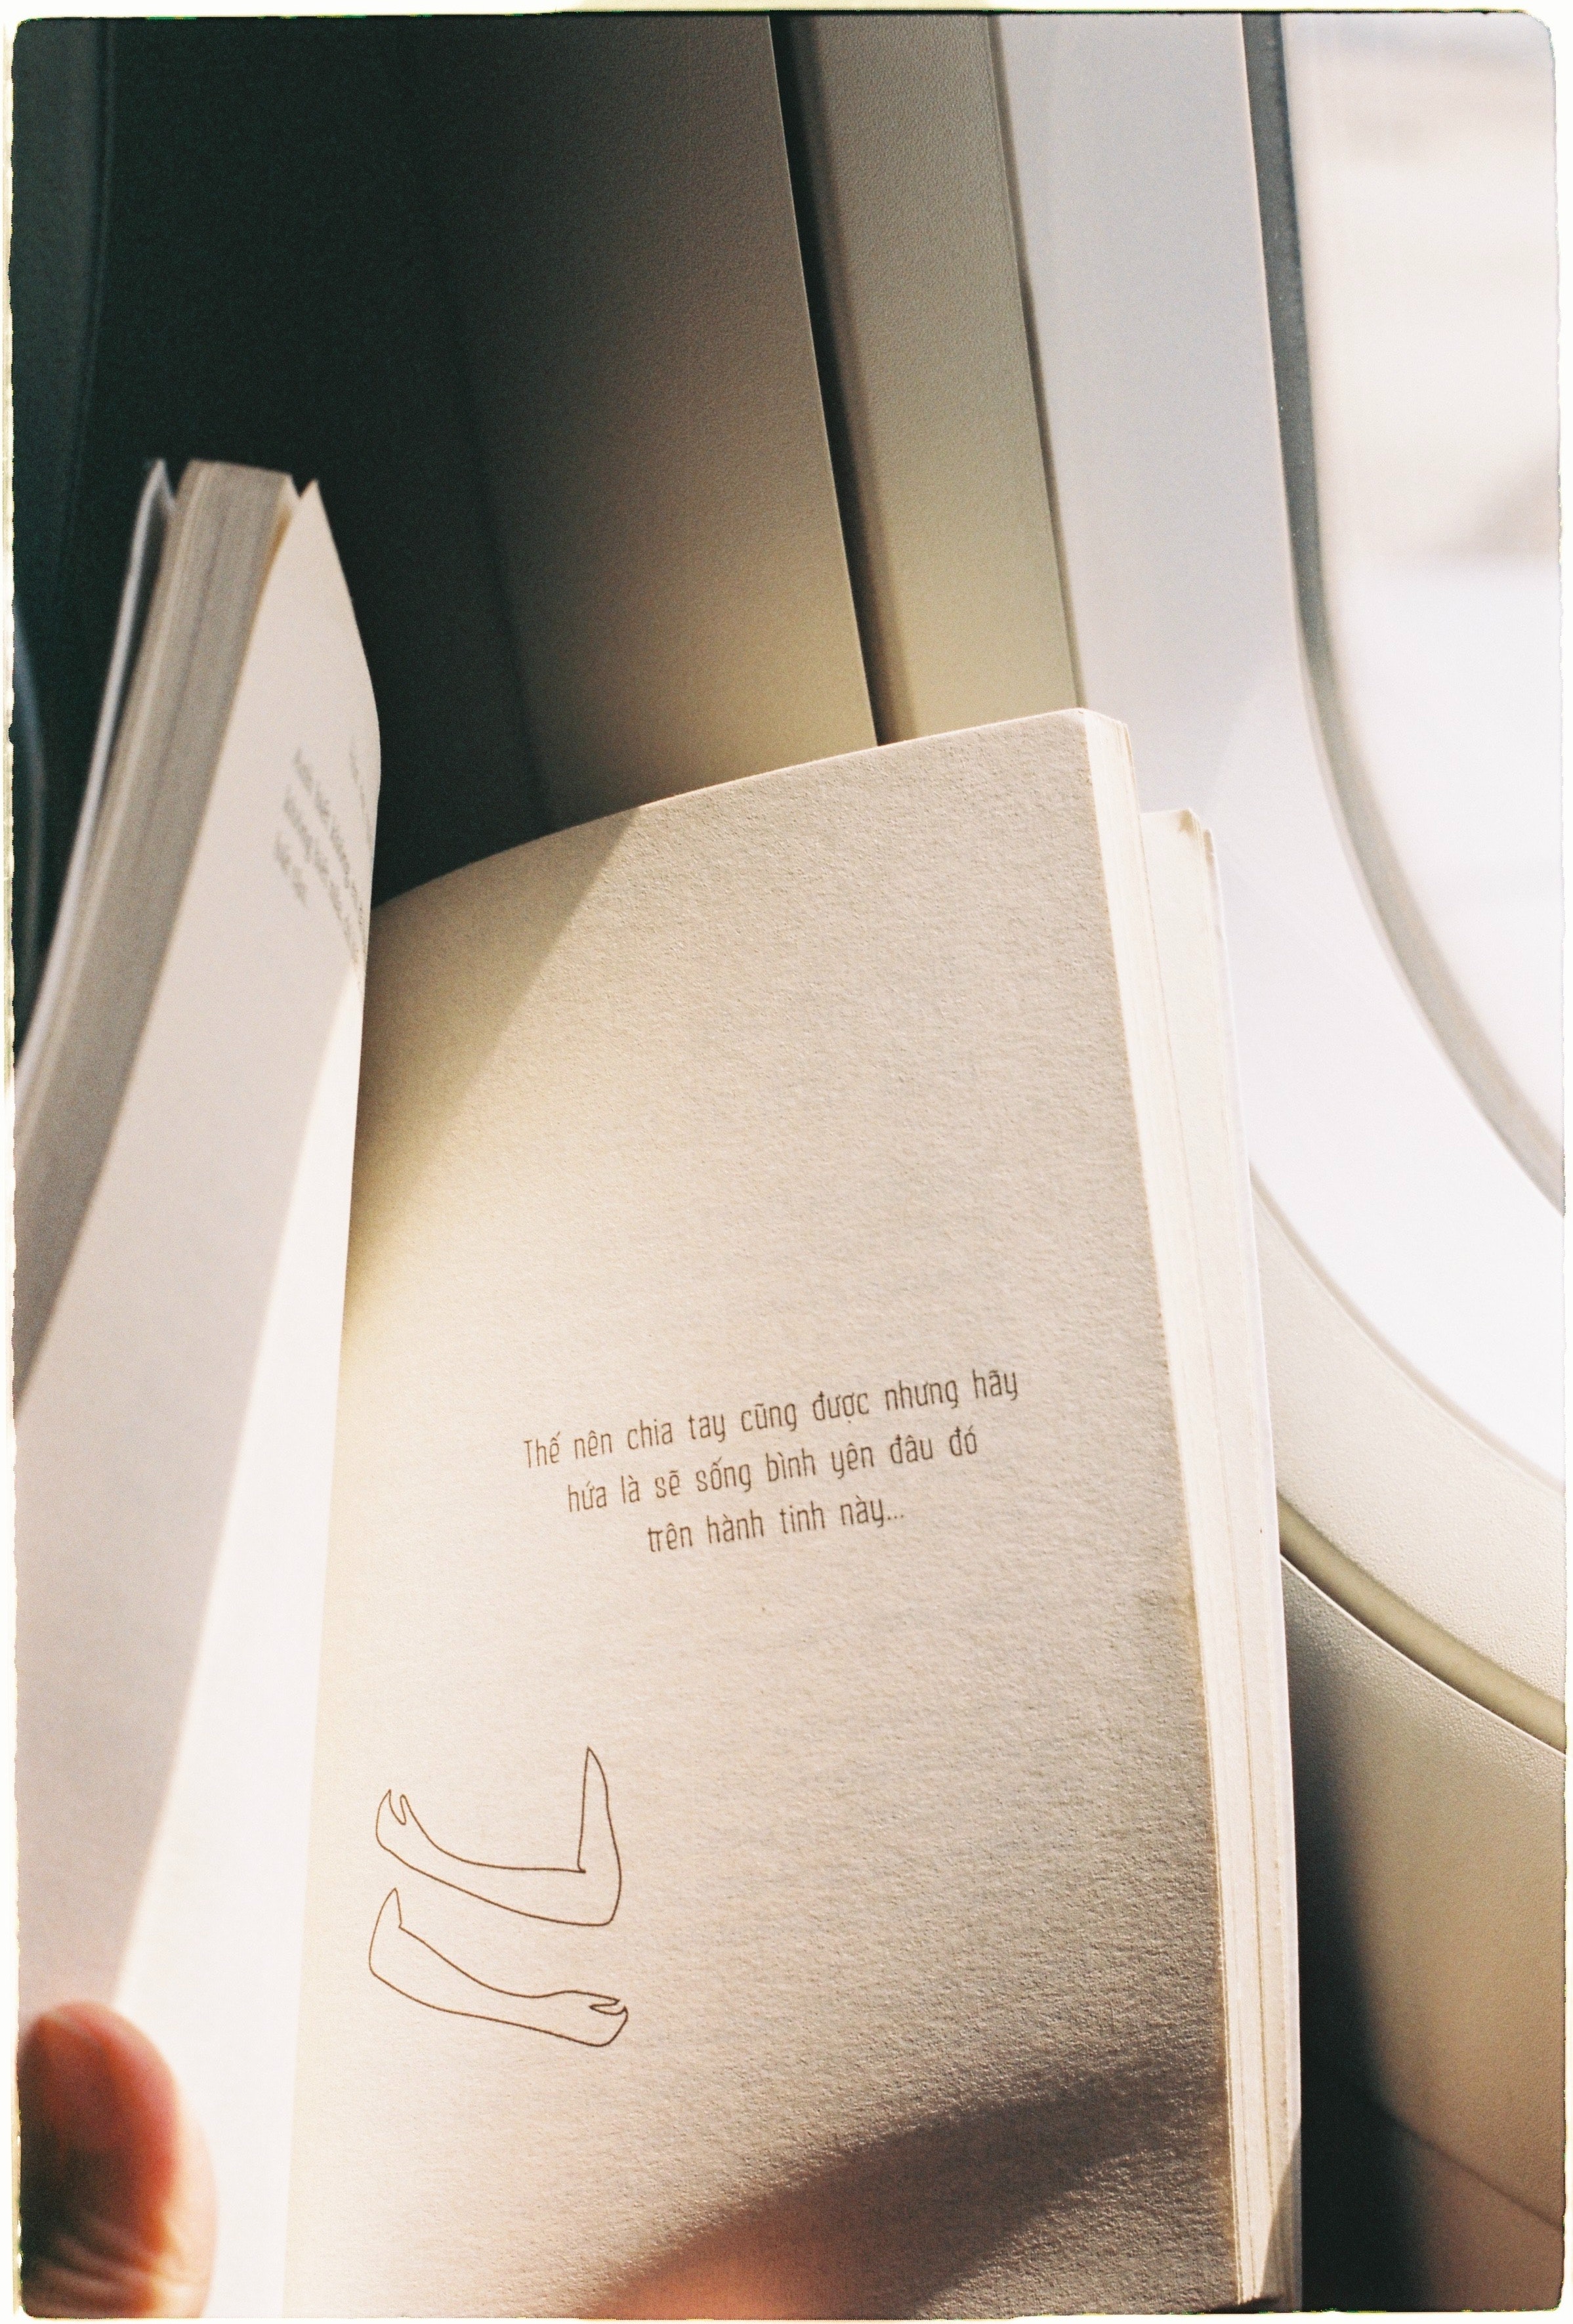 Thế nên chia tay cũng được nhưng hãy
hứa là sẽ sống bình yên đâu đó
trên hành tinh này...